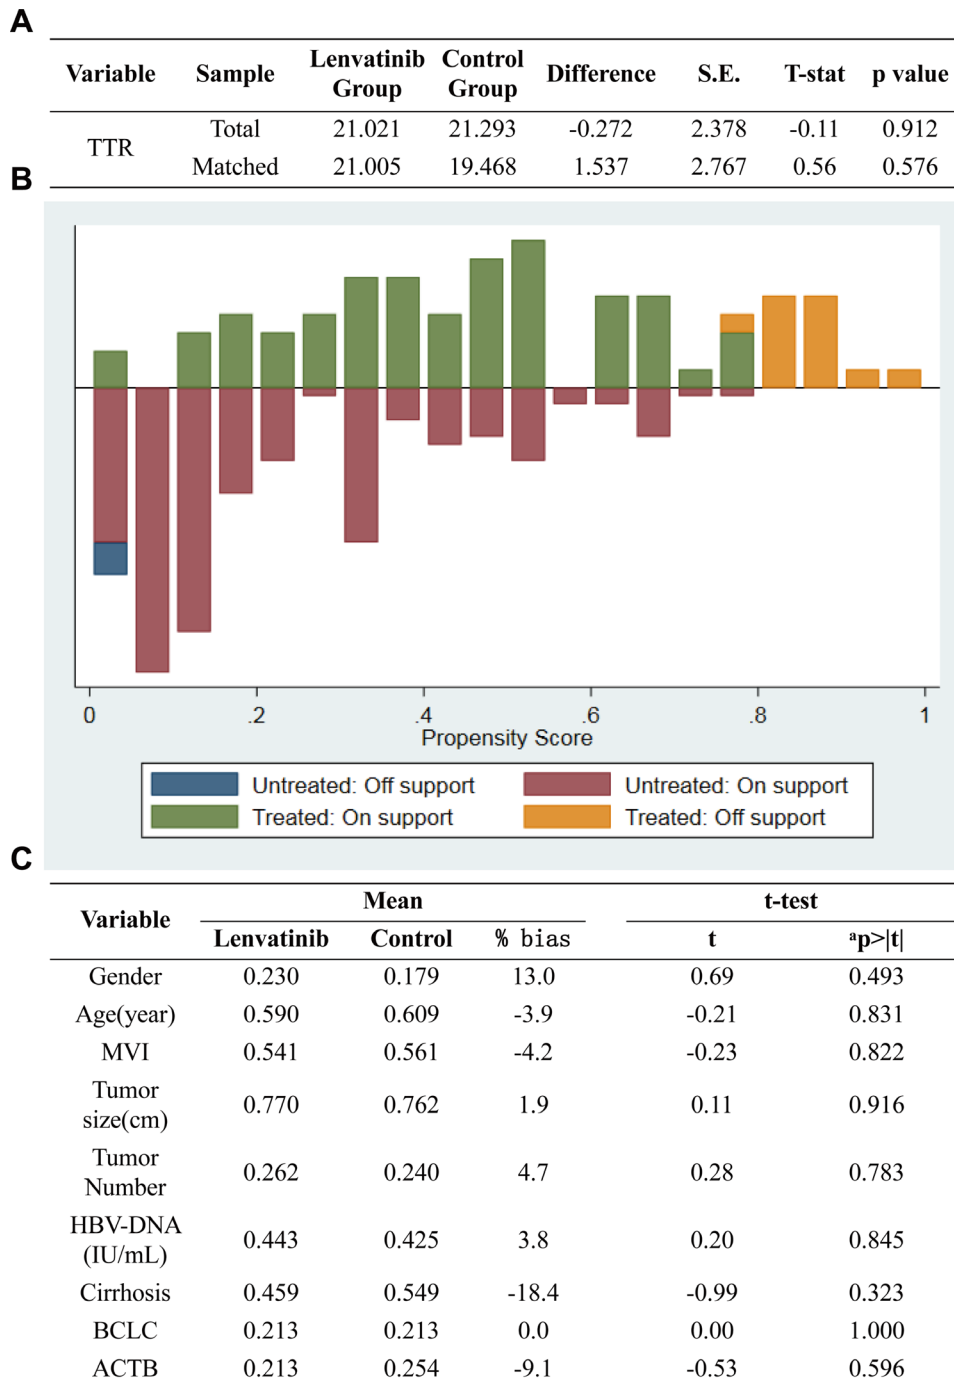 A
Variable Sample Lenvatinib Group Control Group Difference S.E. T-stat p value
TTR
Total 21.021 21.293 -0.272 2.378 -0.11 0.912
Matched 21.005 19.468 1.537 2.767 0.56 0.576
B
0 .2 .4 .6 .8 1
Propensity Score
Untreated: Off support Untreated: On support
Treated: On support Treated: Off support
C
Variable Mean t-test
Lenvatinib Control % bias t ᵃp>|t|
Gender 0.230 0.179 13.0 0.69 0.493
Age(year) 0.590 0.609 -3.9 -0.21 0.831
MVI 0.541 0.561 -4.2 -0.23 0.822
Tumor size(cm) 0.770 0.762 1.9 0.11 0.916
Tumor Number 0.262 0.240 4.7 0.28 0.783
HBV-DNA (IU/mL) 0.443 0.425 3.8 0.20 0.845
Cirrhosis 0.459 0.549 -18.4 -0.99 0.323
BCLC 0.213 0.213 0.0 0.00 1.000
ACTB 0.213 0.254 -9.1 -0.53 0.596